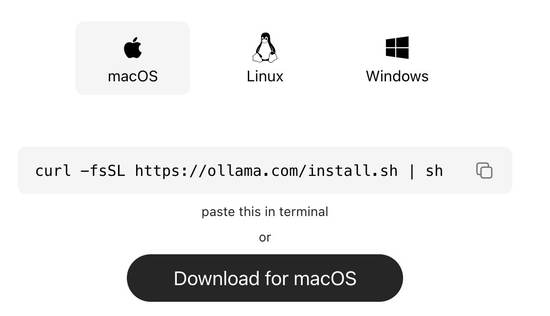 macOS Linux Windows
curl -fsSL https://ollama.com/install.sh | sh
paste this in terminal
or
Download for macOS